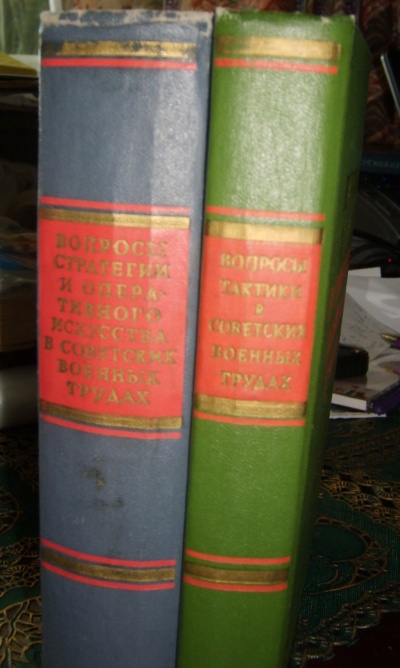 ВОПРОСЫ
СТРАТЕГИИ
И ОПЕРА-
ТИВНОГО
ИСКУССТВА
В СОВЕТСКИХ
ВОЕННЫХ
ТРУДАХ
ВОПРОСЫ
ТАКТИКИ
В
СОВЕТСКИХ
ВОЕННЫХ
ТРУДАХ